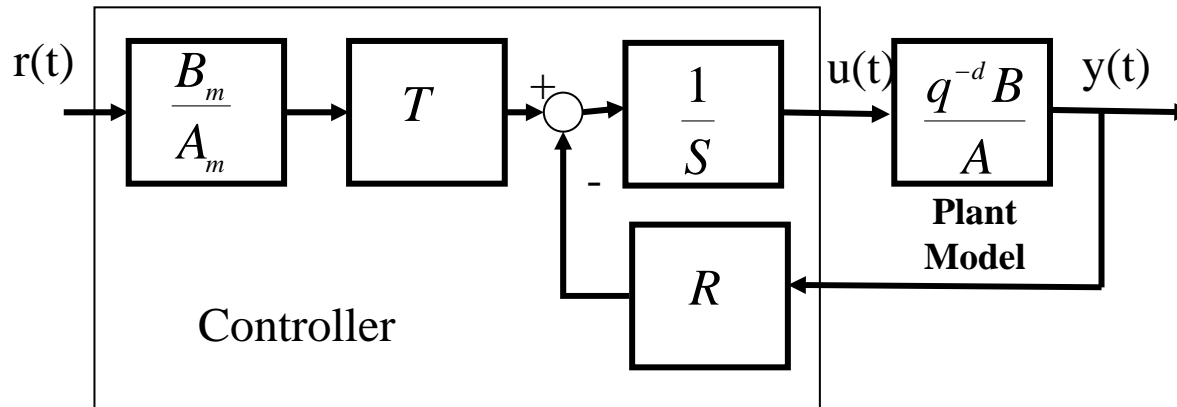 r(t)
B_m
A_m
T
+
-
1
S
u(t)
q^{-d} B
A
y(t)
Plant
Model
R
Controller